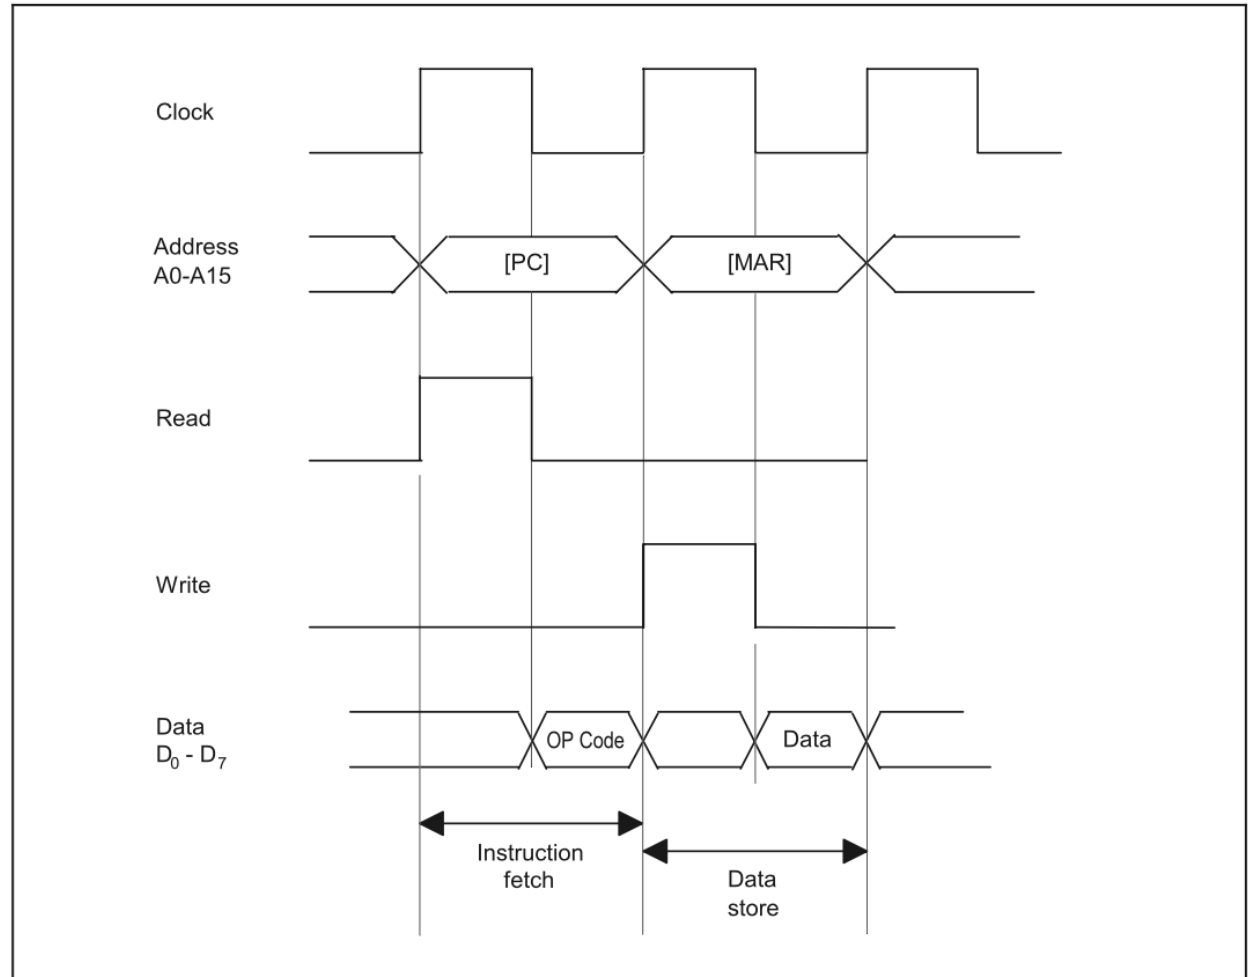 Clock
Address
A0-A15
[PC]
[MAR]
Read
Write
Data
D0 - D7
OP Code
Data
Instruction
fetch
Data
store